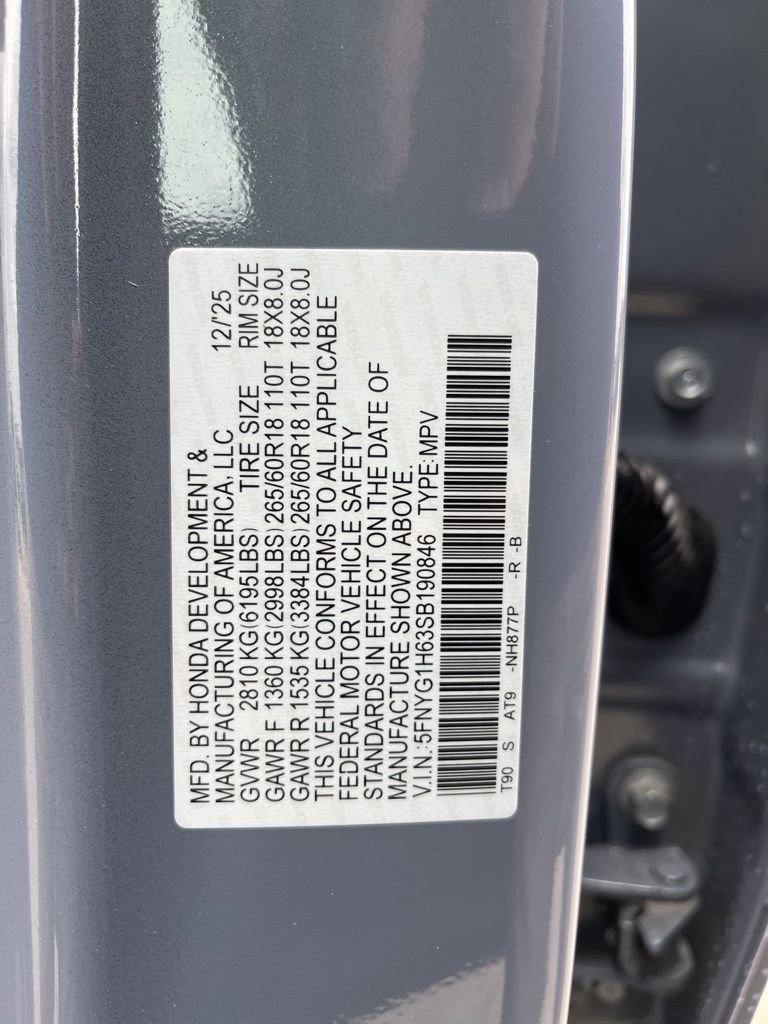 MFD. BY HONDA DEVELOPMENT &
MANUFACTURING OF AMERICA, LLC 12/'25
GVWR 2810 KG(6195LBS) TIRE SIZE RIM SIZE
GAWR F 1360 KG(2998LBS) 265/60R18 110T 18X8.0J
GAWR R 1535 KG(3384LBS) 265/60R18 110T 18X8.0J
THIS VEHICLE CONFORMS TO ALL APPLICABLE
FEDERAL MOTOR VEHICLE SAFETY
STANDARDS IN EFFECT ON THE DATE OF
MANUFACTURE SHOWN ABOVE.
V.I.N.:5FNYG1H63SB190846 TYPE:MPV
T90 S AT9 -NH877P -R -B